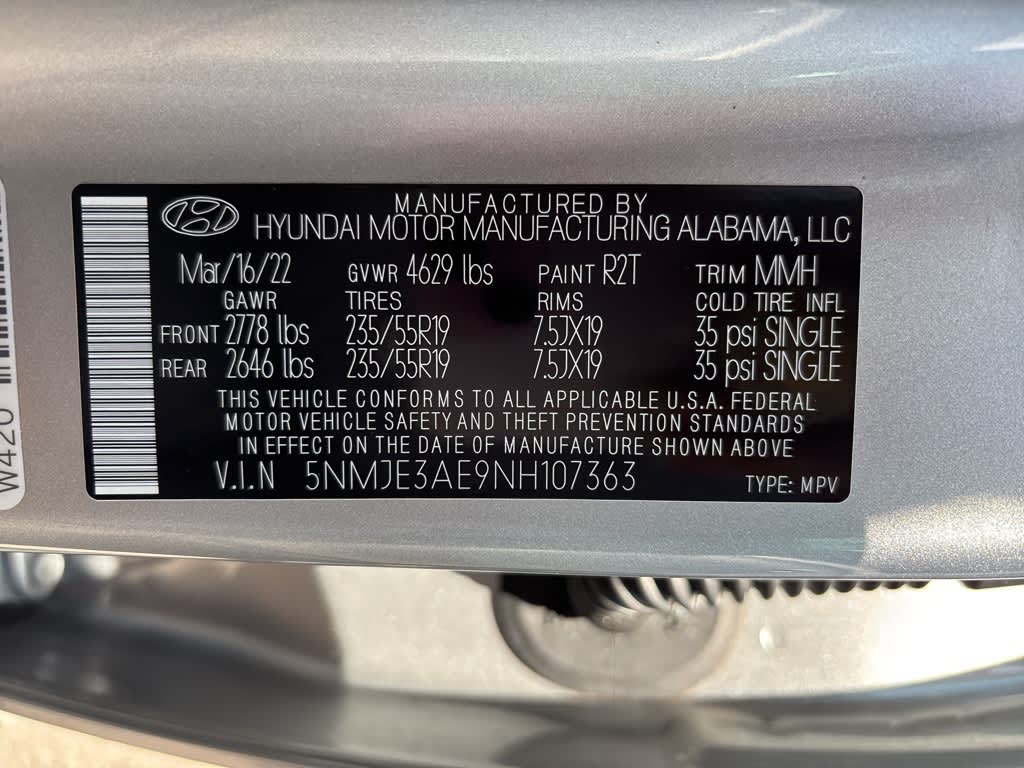 MANUFACTURED BY
HYUNDAI MOTOR MANUFACTURING ALABAMA, LLC
Mar/16/22 GVWR 4629 lbs PAINT R2T TRIM MMH
GAWR TIRES RIMS COLD TIRE INFL
FRONT 2778 lbs 235/55R19 7.5JX19 35 psi SINGLE
REAR 2646 lbs 235/55R19 7.5JX19 35 psi SINGLE
THIS VEHICLE CONFORMS TO ALL APPLICABLE U.S.A. FEDERAL
MOTOR VEHICLE SAFETY AND THEFT PREVENTION STANDARDS
IN EFFECT ON THE DATE OF MANUFACTURE SHOWN ABOVE
V.I.N 5NMJE3AE9NH107363 TYPE: MPV
W420